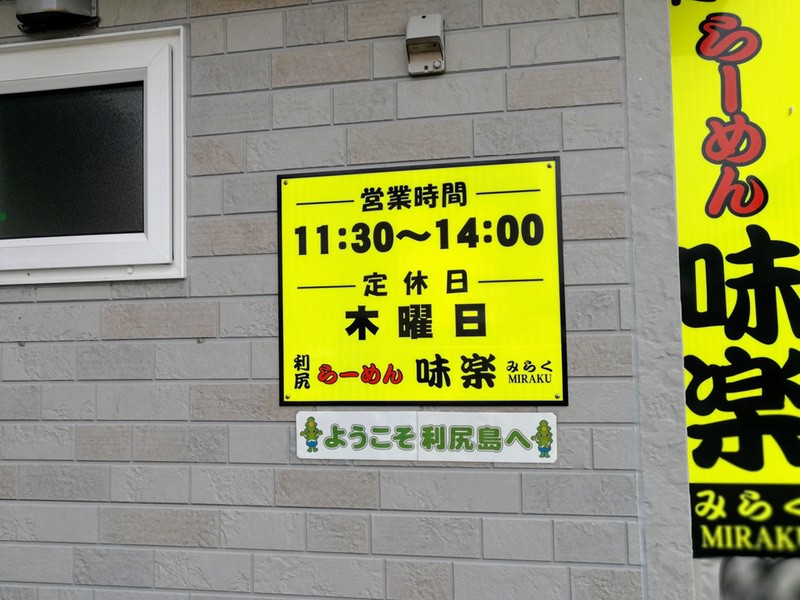 営業時間
11:30～14:00
定休日
木曜日
利尻 らーめん 味楽 みらく MIRAKU
ようこそ利尻島へ
らーめん
味楽
みらく
MIRAKU